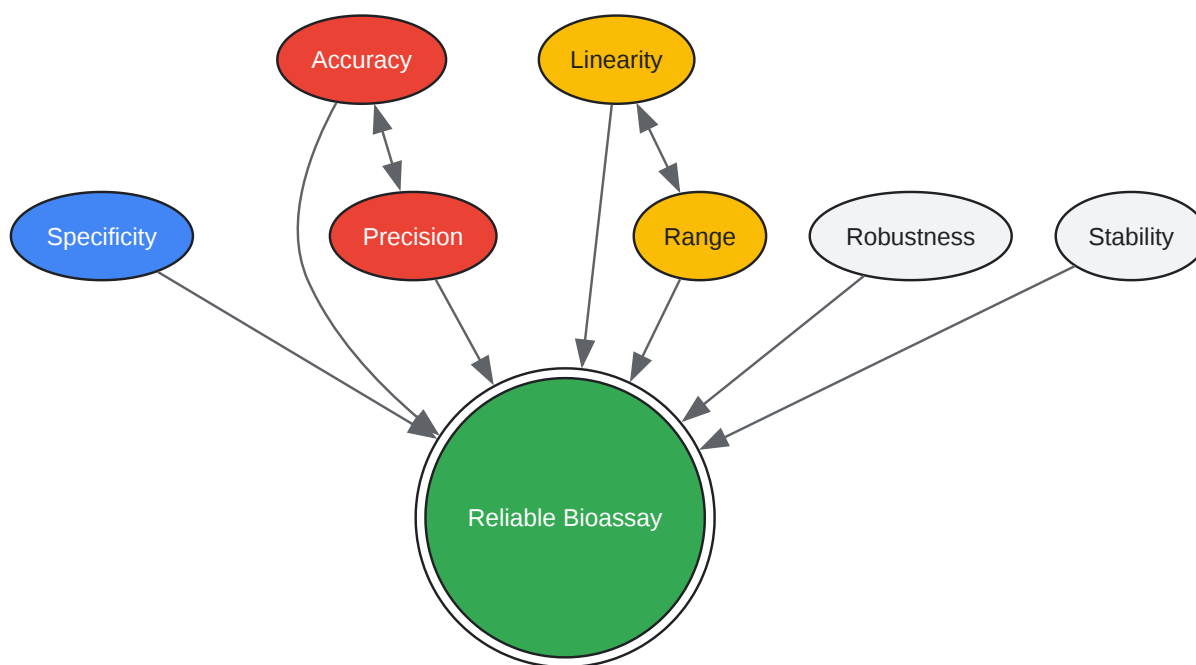 Accuracy
Linearity
Specificity
Precision
Range
Robustness
Stability
Reliable Bioassay